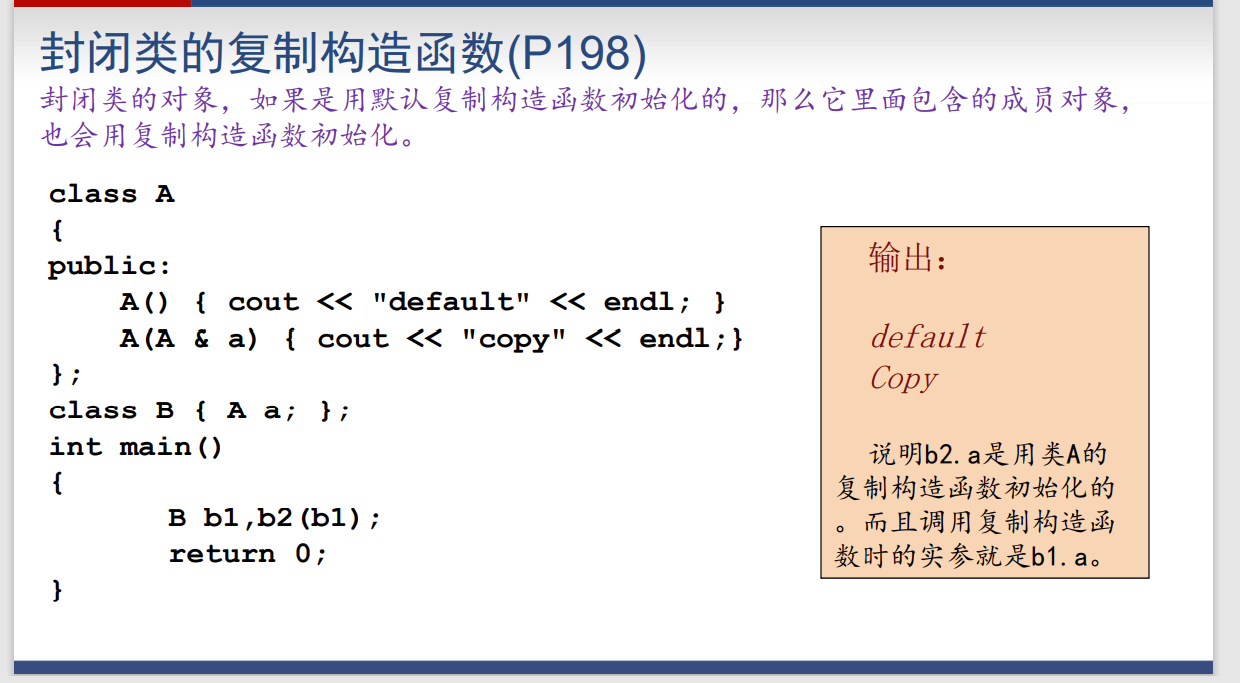 封闭类的复制构造函数(P198)
封闭类的对象，如果是用默认复制构造函数初始化的，那么它里面包含的成员对象，
也会用复制构造函数初始化。
class A
{
public:
    A() { cout << "default" << endl; }
    A(A & a) { cout << "copy" << endl;}
};
class B { A a; };
int main()
{
       B b1,b2(b1);
       return 0;
}
输出：
default
Copy
说明b2.a是用类A的
复制构造函数初始化的
。而且调用复制构造函
数时的实参就是b1.a。